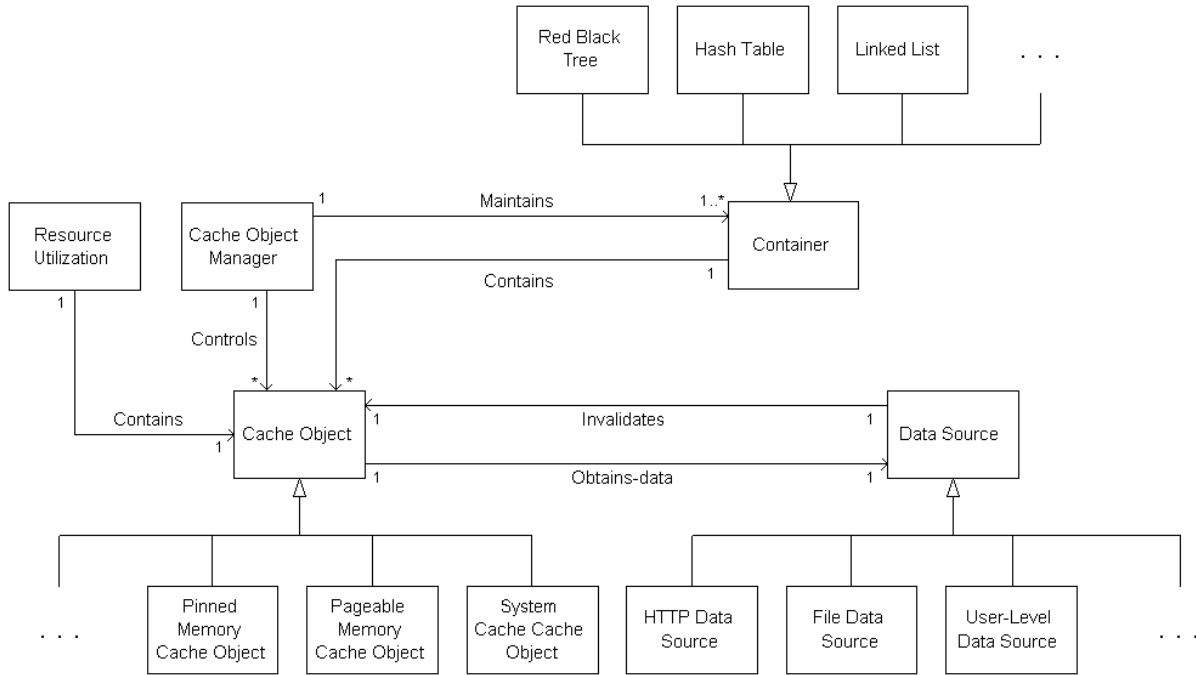 Red Black
Tree
Hash Table
Linked List
. . .
1
Maintains
1..*
Resource
Utilization
Cache Object
Manager
Container
1
1
Contains
1
Controls
*
*
Contains
1
Cache Object
1
Invalidates
1
Data Source
1
Obtains-data
1
. . .
Pinned
Memory
Cache Object
Pageable
Memory
Cache Object
System
Cache Cache
Object
HTTP Data
Source
File Data
Source
User-Level
Data Source
. . .